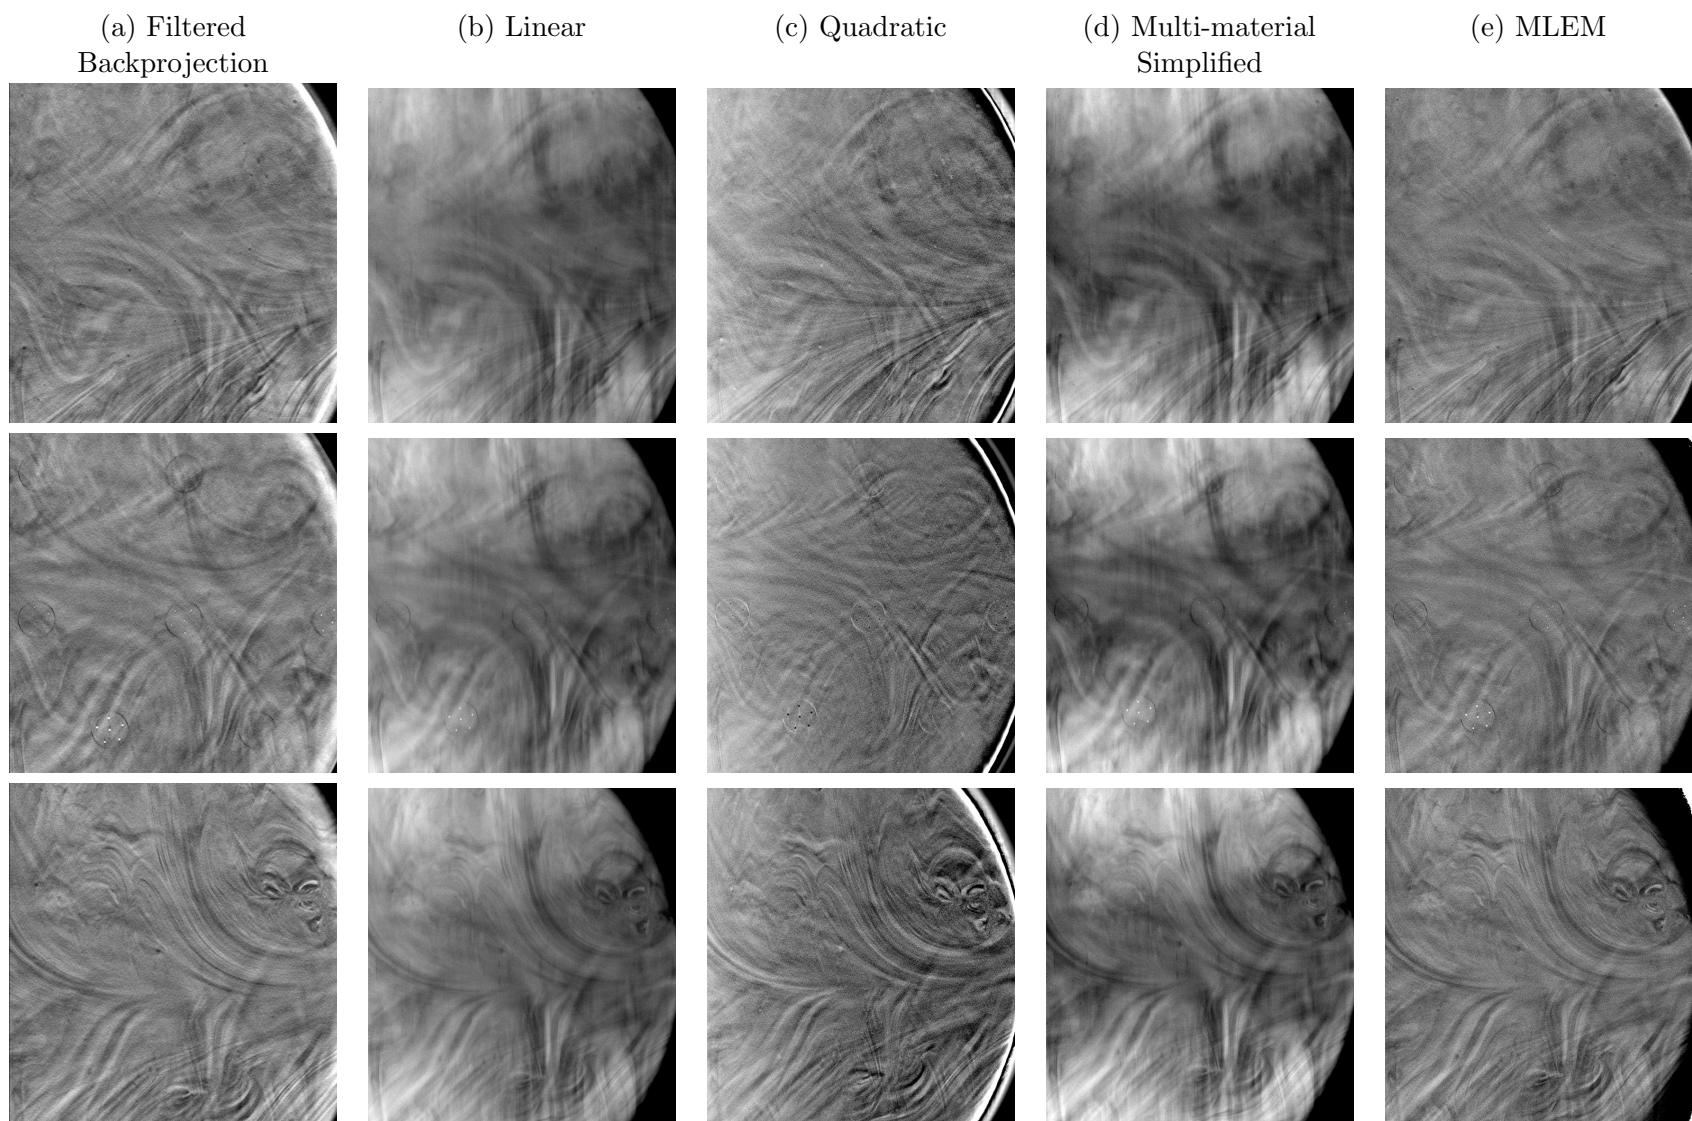 (a) Filtered
Backprojection
(b) Linear
(c) Quadratic
(d) Multi-material
Simplified
(e) MLEM